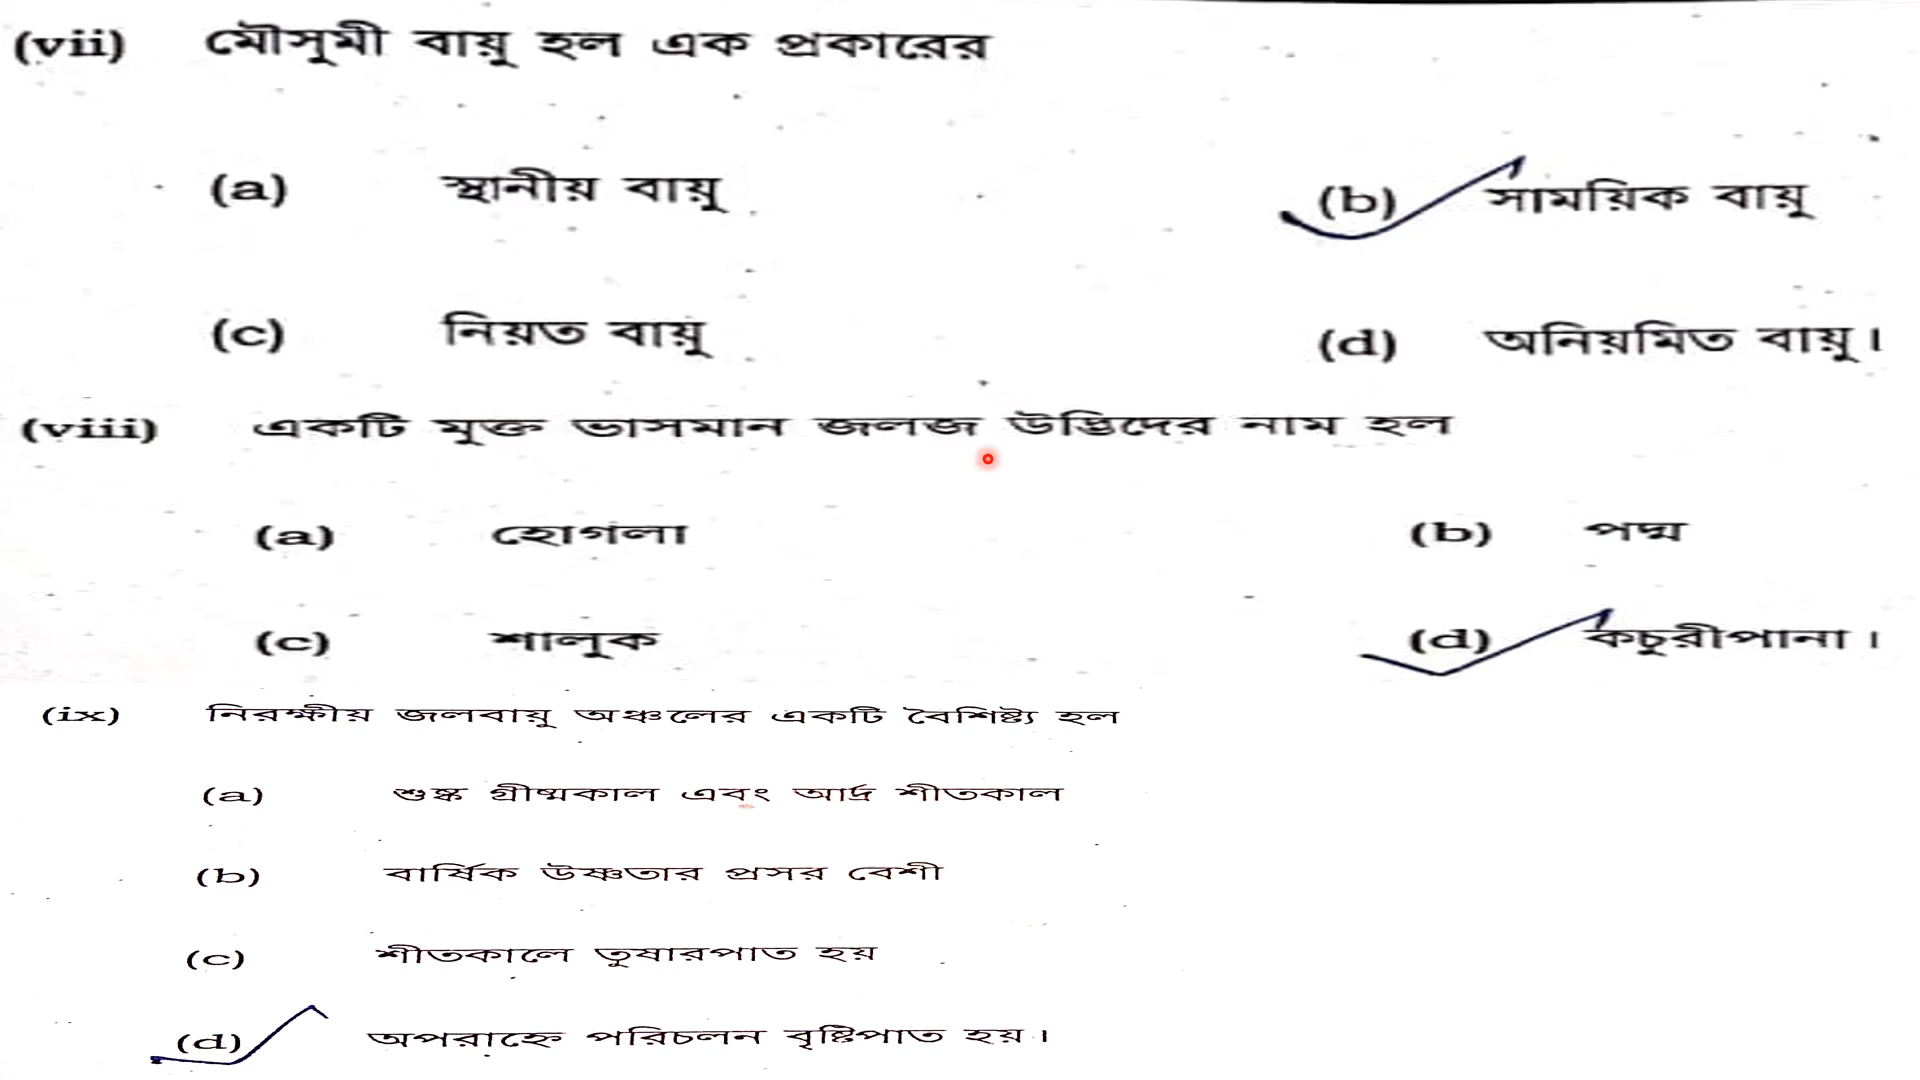 (vii) মৌসুমী বায়ু হল এক প্রকারের
(a) স্থানীয় বায়ু (b) সাময়িক বায়ু
(c) নিয়ত বায়ু (d) অনিয়মিত বায়ু।
(viii) একটি মুক্ত ভাসমান জলজ উদ্ভিদের নাম হল
(a) হোগলা (b) পদ্ম
(c) শালুক (d) কচুরীপানা।
(ix) নিরক্ষীয় জলবায়ু অঞ্চলের একটি বৈশিষ্ট্য হল
(a) শুষ্ক গ্রীষ্মকাল এবং আর্দ্র শীতকাল
(b) বার্ষিক উষ্ণতার প্রসর বেশী
(c) শীতকালে তুষারপাত হয়
(d) অপরাহ্নে পরিচলন বৃষ্টিপাত হয়।